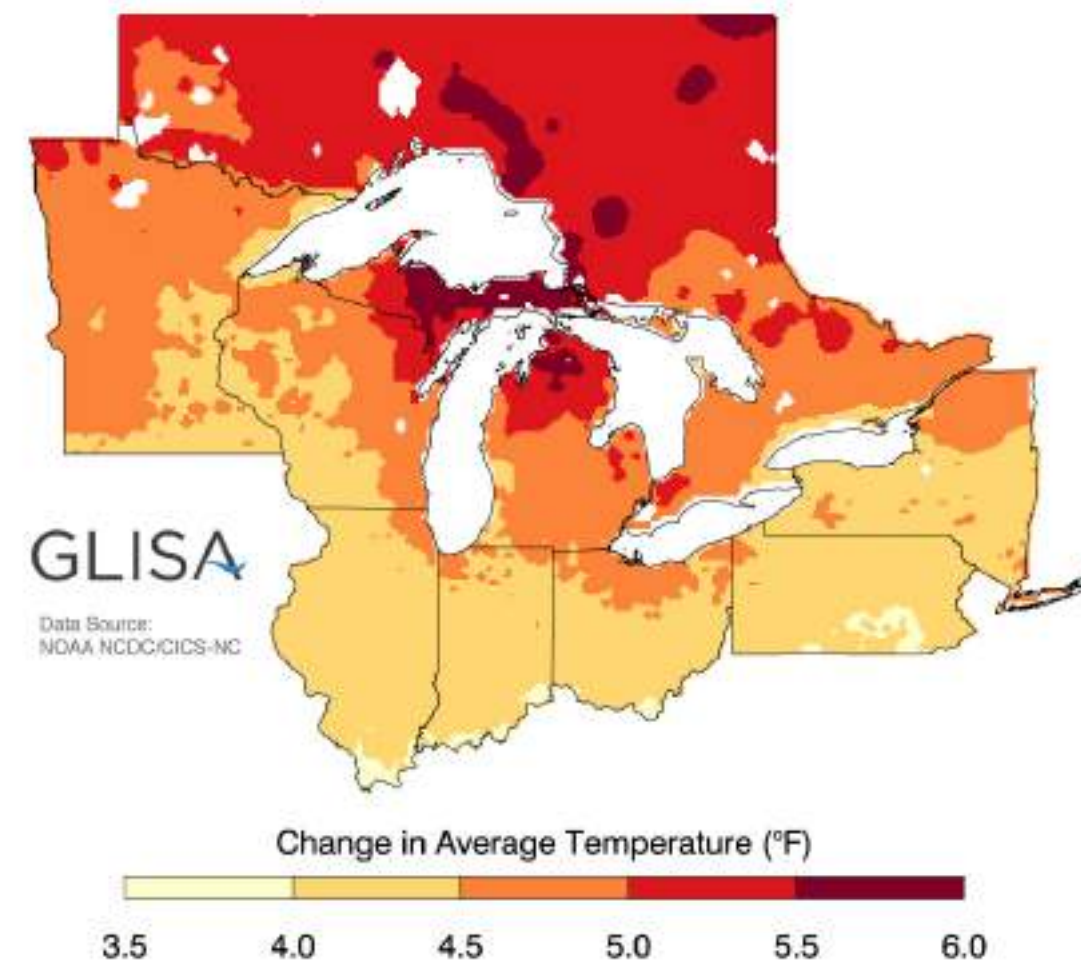 GLISA
Data Source:
NOAA NCDC/CICS-NC
Change in Average Temperature (°F)
3.5 4.0 4.5 5.0 5.5 6.0